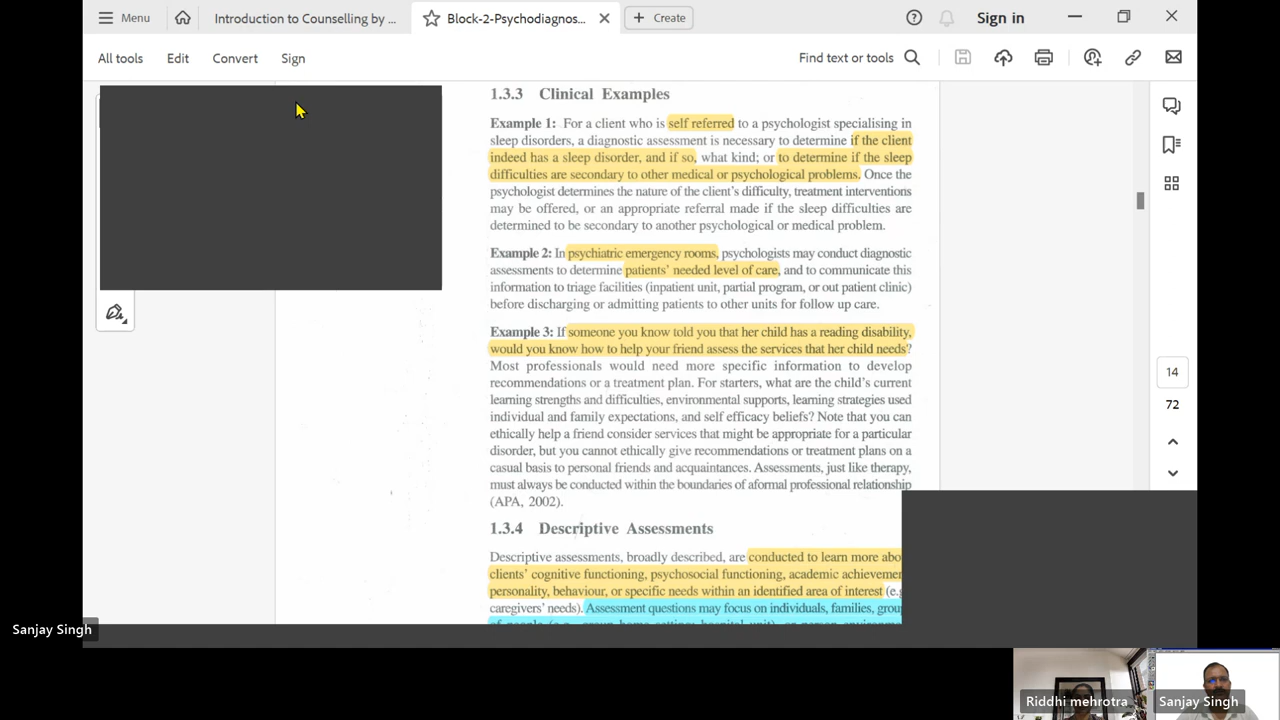 Menu
Introduction to Counselling by ...
Block-2-Psychodiagnos...
Create
Sign in
All tools
Edit
Convert
Sign
Find text or tools
1.3.3 Clinical Examples
Example 1: For a client who is self referred to a psychologist specialising in
sleep disorders, a diagnostic assessment is necessary to determine if the client
indeed has a sleep disorder, and if so, what kind; or to determine if the sleep
difficulties are secondary to other medical or psychological problems. Once the
psychologist determines the nature of the client's difficulty, treatment interventions
may be offered, or an appropriate referral made if the sleep difficulties are
determined to be secondary to another psychological or medical problem.
Example 2: In psychiatric emergency rooms, psychologists may conduct diagnostic
assessments to determine patients' needed level of care, and to communicate this
information to triage facilities (inpatient unit, partial program, or out patient clinic)
before discharging or admitting patients to other units for follow up care.
Example 3: If someone you know told you that her child has a reading disability,
would you know how to help your friend assess the services that her child needs?
Most professionals would need more specific information to develop
recommendations or a treatment plan. For starters, what are the child's current
learning strengths and difficulties, environmental supports, learning strategies used
individual and family expectations, and self efficacy beliefs? Note that you can
ethically help a friend consider services that might be appropriate for a particular
disorder, but you cannot ethically give recommendations or treatment plans on a
casual basis to personal friends and acquaintances. Assessments, just like therapy,
must always be conducted within the boundaries of aformal professional relationship
(APA, 2002).
1.3.4 Descriptive Assessments
Descriptive assessments, broadly described, are conducted to learn more abo
clients' cognitive functioning, psychosocial functioning, academic achieveme
personality, behaviour, or specific needs within an identified area of interest (e.g
caregivers' needs). Assessment questions may focus on individuals, families, grou
14
72
Sanjay Singh
Riddhi mehrotra
Sanjay Singh